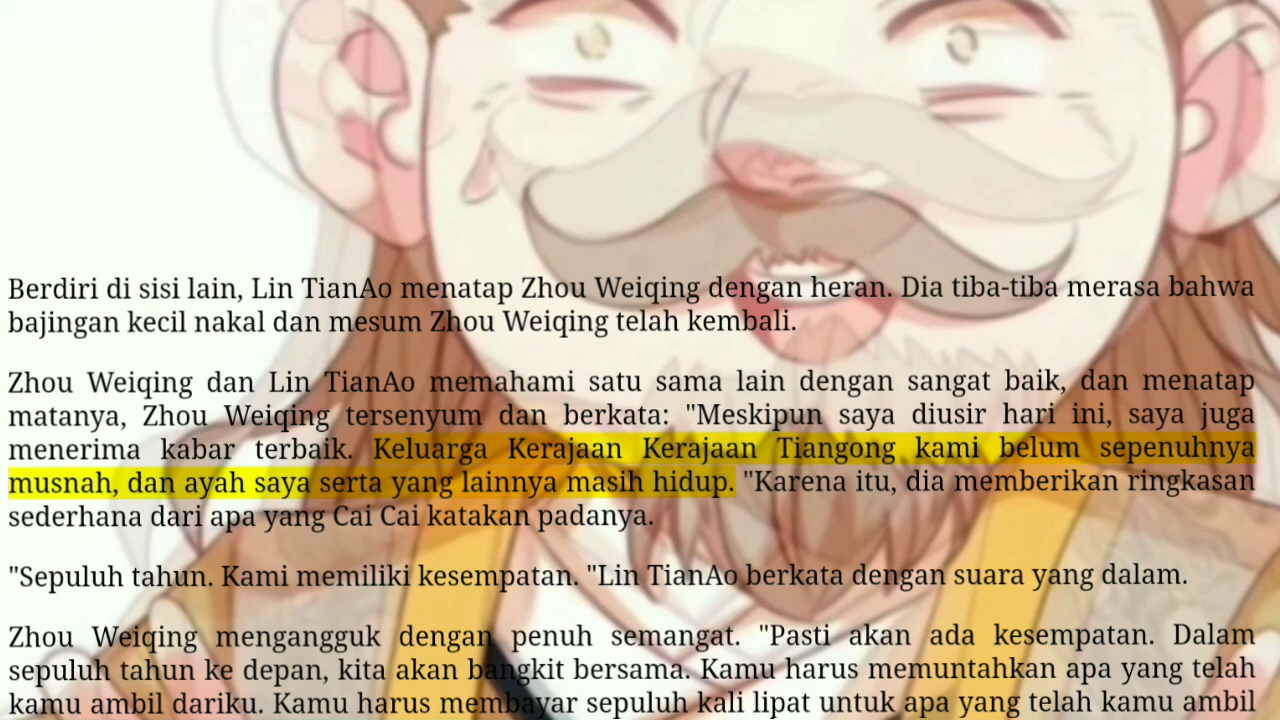 Berdiri di sisi lain, Lin TianAo menatap Zhou Weiqing dengan heran. Dia tiba-tiba merasa bahwa
bajingan kecil nakal dan mesum Zhou Weiqing telah kembali.
Zhou Weiqing dan Lin TianAo memahami satu sama lain dengan sangat baik, dan menatap
matanya, Zhou Weiqing tersenyum dan berkata: "Meskipun saya diusir hari ini, saya juga
menerima kabar terbaik. Keluarga Kerajaan Kerajaan Tiangong kami belum sepenuhnya
musnah, dan ayah saya serta yang lainnya masih hidup. "Karena itu, dia memberikan ringkasan
sederhana dari apa yang Cai Cai katakan padanya.
"Sepuluh tahun. Kami memiliki kesempatan. "Lin TianAo berkata dengan suara yang dalam.
Zhou Weiqing mengangguk dengan penuh semangat. "Pasti akan ada kesempatan. Dalam
sepuluh tahun ke depan, kita akan bangkit bersama. Kamu harus memuntahkan apa yang telah
kamu ambil dariku. Kamu harus membayar sepuluh kali lipat untuk apa yang telah kamu ambil